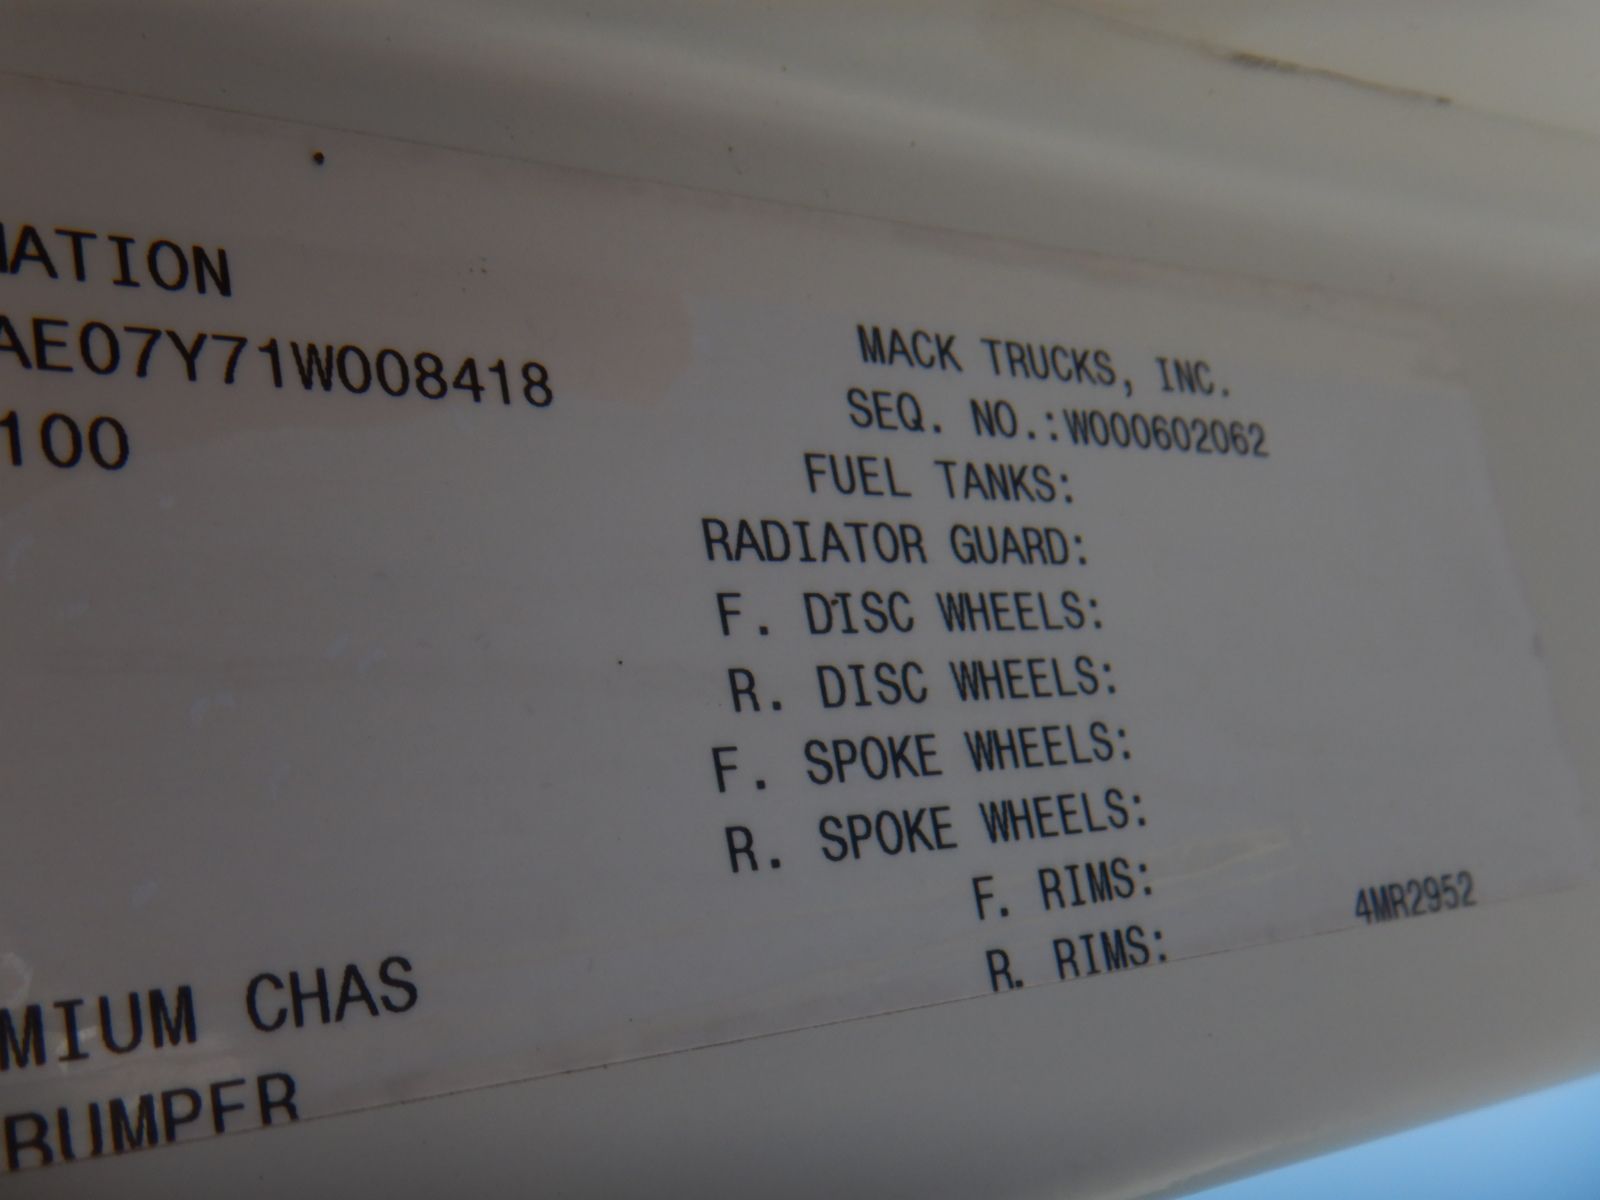 MATION
AE07Y71W008418
100
MIUM CHAS
BUMPER
MACK TRUCKS, INC.
SEQ. NO.:W000602062
FUEL TANKS:
RADIATOR GUARD:
F. DISC WHEELS:
R. DISC WHEELS:
F. SPOKE WHEELS:
R. SPOKE WHEELS:
F. RIMS:
R. RIMS:
4MR2952